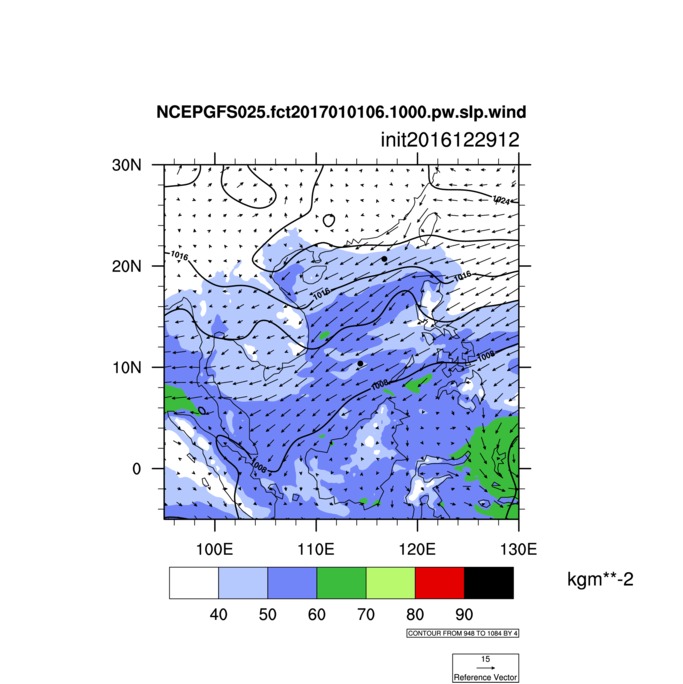 NCEPGFS025.fct2017010106.1000.pw.slp.wind
init2016122912
30N
1024
1016
20N
1016
1016
10N
1008
1008
1008
0
100E 110E 120E 130E
kgm**-2
40 50 60 70 80 90
CONTOUR FROM 948 TO 1084 BY 4
15
Reference Vector